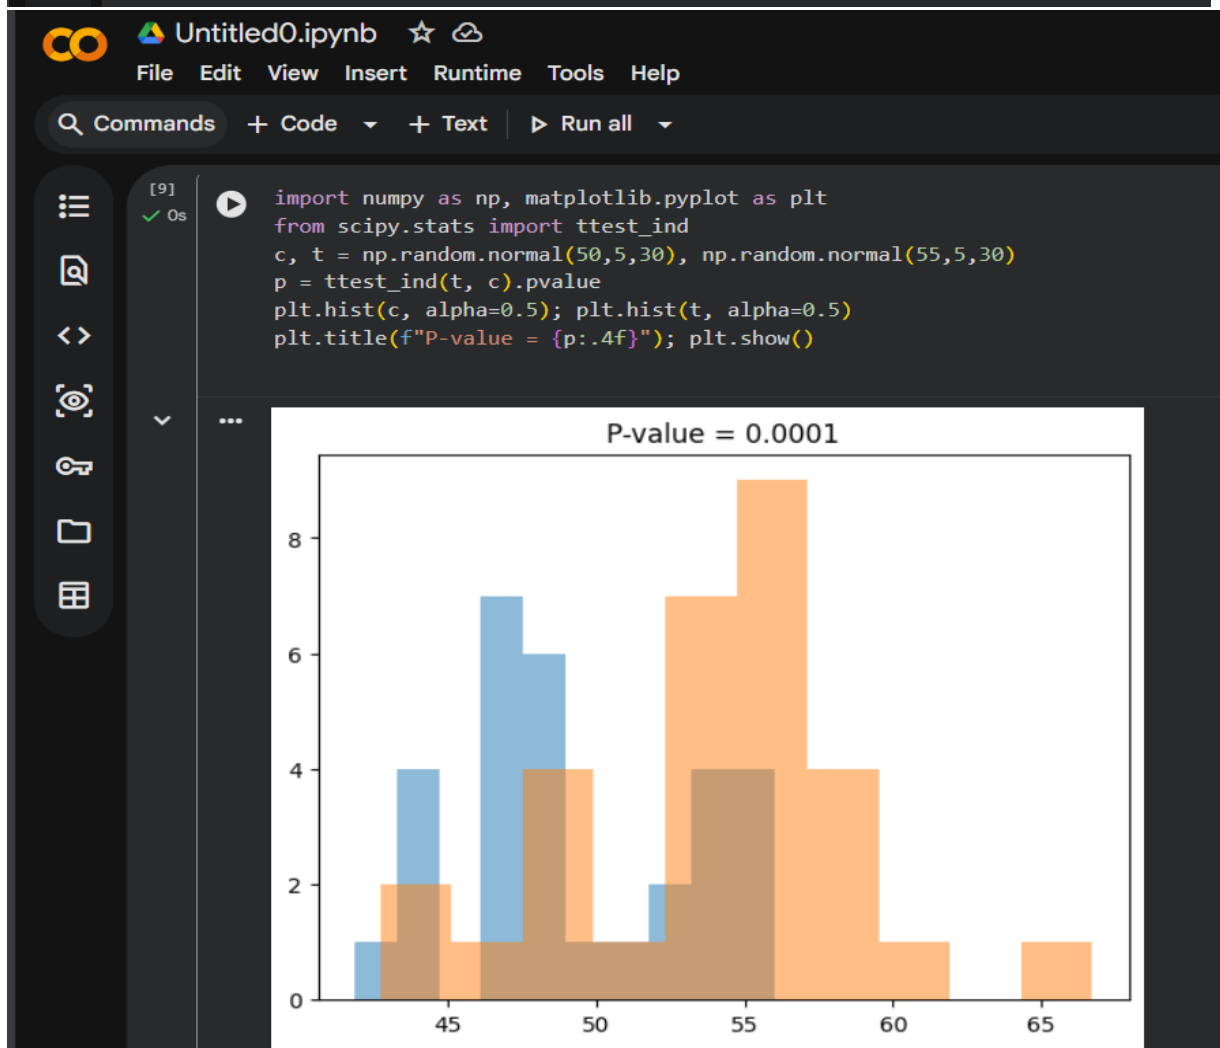 Untitled0.ipynb
File Edit View Insert Runtime Tools Help
Commands + Code + Text Run all
[9]
0s
import numpy as np, matplotlib.pyplot as plt
from scipy.stats import ttest_ind
c, t = np.random.normal(50,5,30), np.random.normal(55,5,30)
p = ttest_ind(t, c).pvalue
plt.hist(c, alpha=0.5); plt.hist(t, alpha=0.5)
plt.title(f"P-value = {p:.4f}"); plt.show()
P-value = 0.0001
8
6
4
2
0
45 50 55 60 65